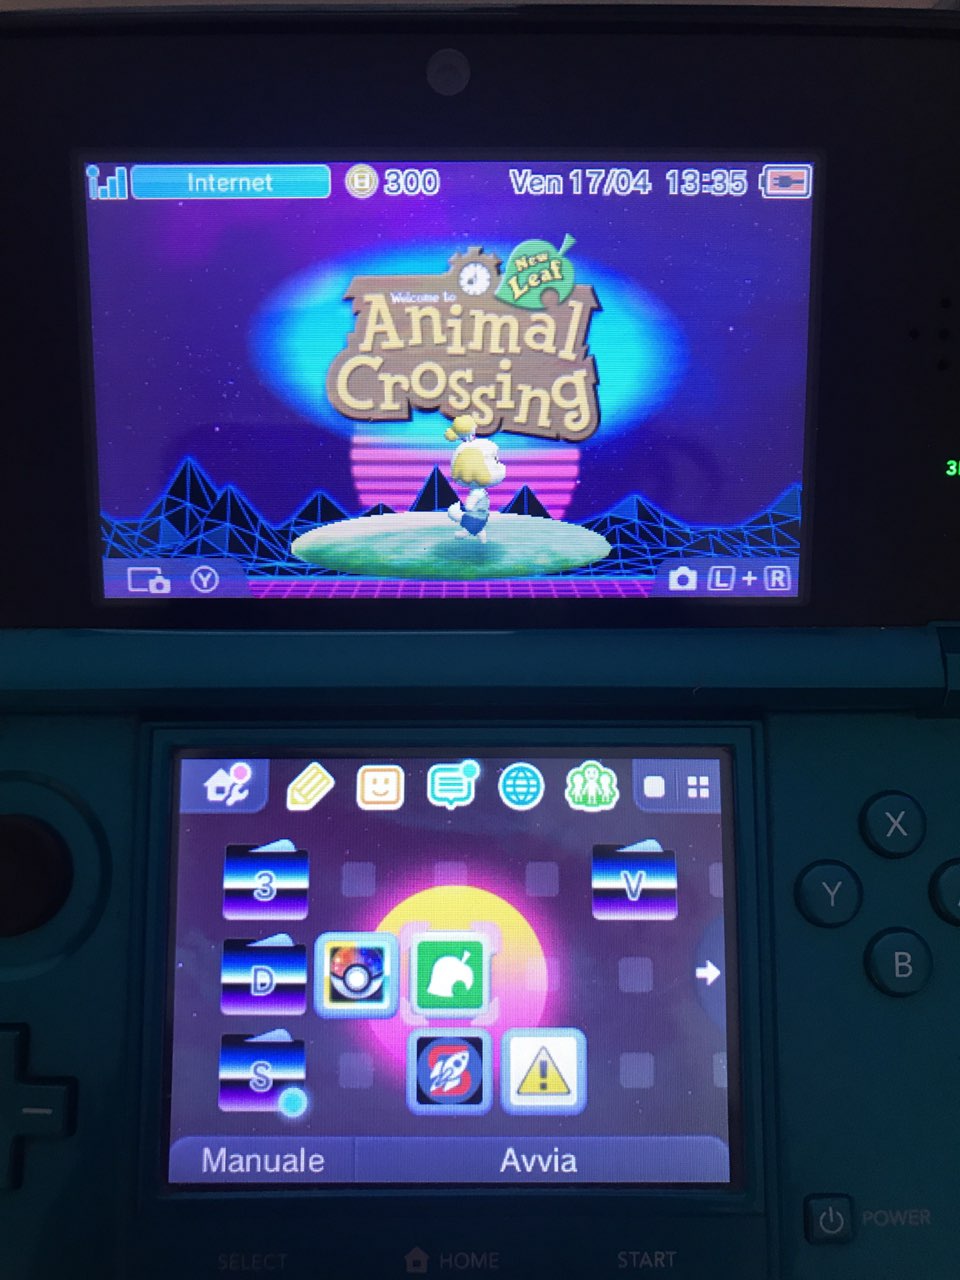 Internet 300 Ven 17/04 13:35
New
Leaf
Welcome to
Animal
Crossing
Y L + R
3 V
D
S
Manuale Avvia
X
Y
B
POWER
SELECT HOME START